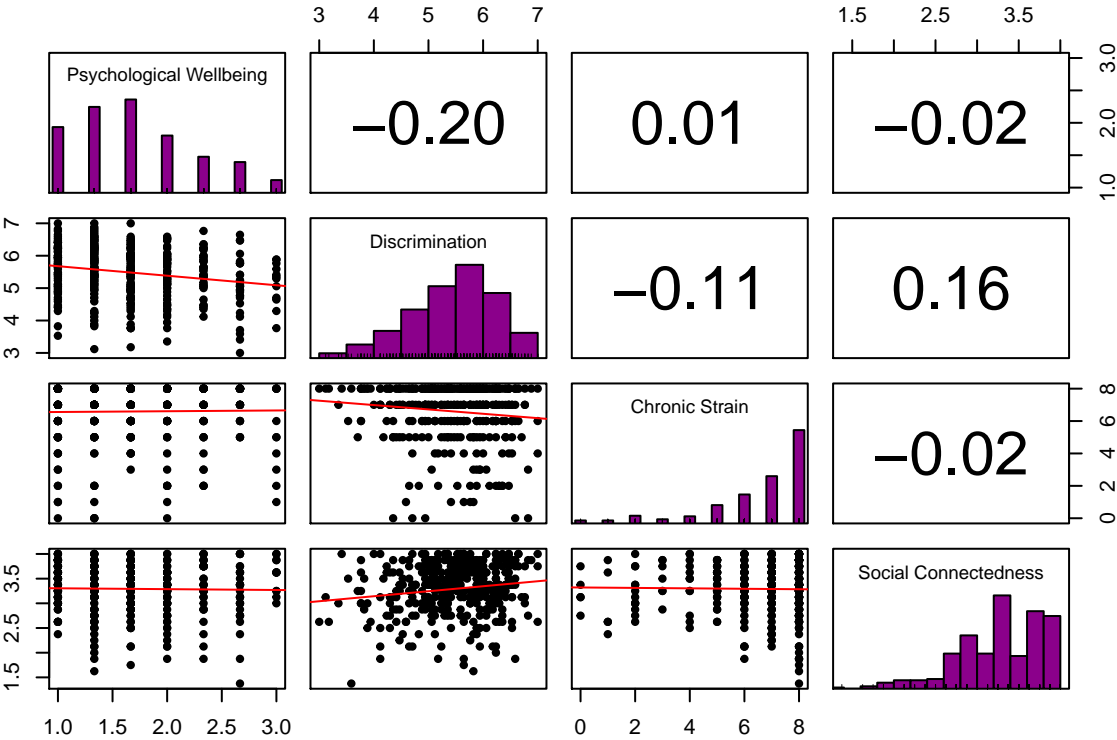 3 4 5 6 7 1.5 2.5 3.5
Psychological Wellbeing −0.20 0.01 −0.02 1.0 2.0 3.0
3 4 5 6 7 Discrimination −0.11 0.16
Chronic Strain −0.02 0 2 4 6 8
1.5 2.5 3.5 Social Connectedness
1.0 1.5 2.0 2.5 3.0 0 2 4 6 8